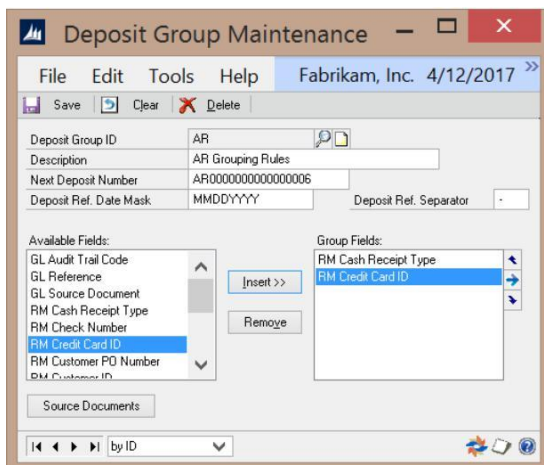 Deposit Group Maintenance
File Edit Tools Help Fabrikam, Inc. 4/12/2017
Save Clear Delete
Deposit Group ID AR
Description AR Grouping Rules
Next Deposit Number AR0000000000000006
Deposit Ref. Date Mask MMDDYYYY Deposit Ref. Separator -
Available Fields: Group Fields:
GL Audit Trail Code RM Cash Receipt Type
GL Reference Insert >> RM Credit Card ID
GL Source Document
RM Cash Receipt Type
RM Check Number Remove
RM Credit Card ID
RM Customer PO Number
RM Customer ID
Source Documents
by ID